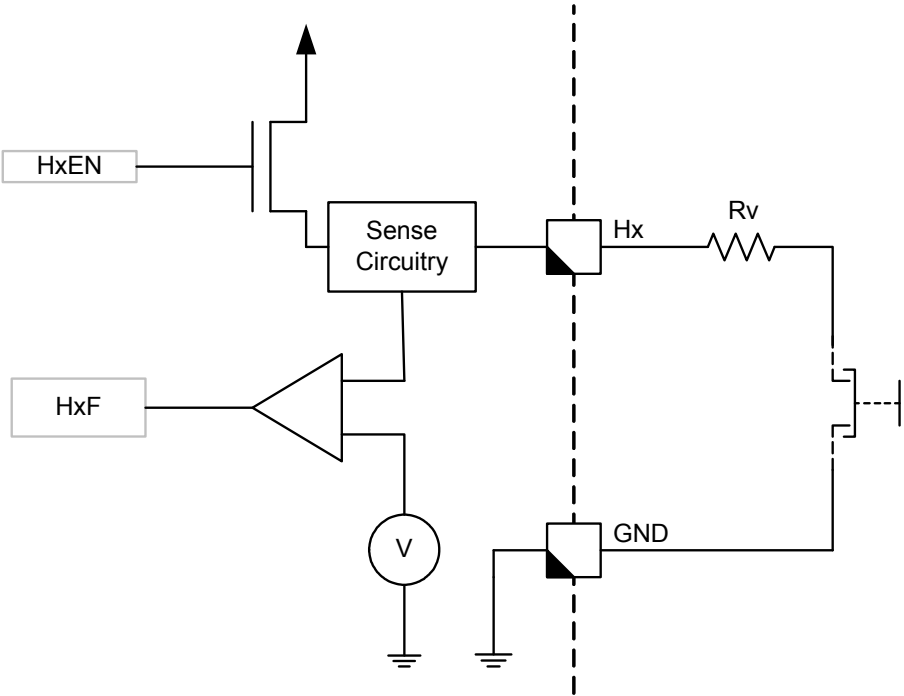 HxEN
Sense
Circuitry
Hx
Rv
HxF
V
GND